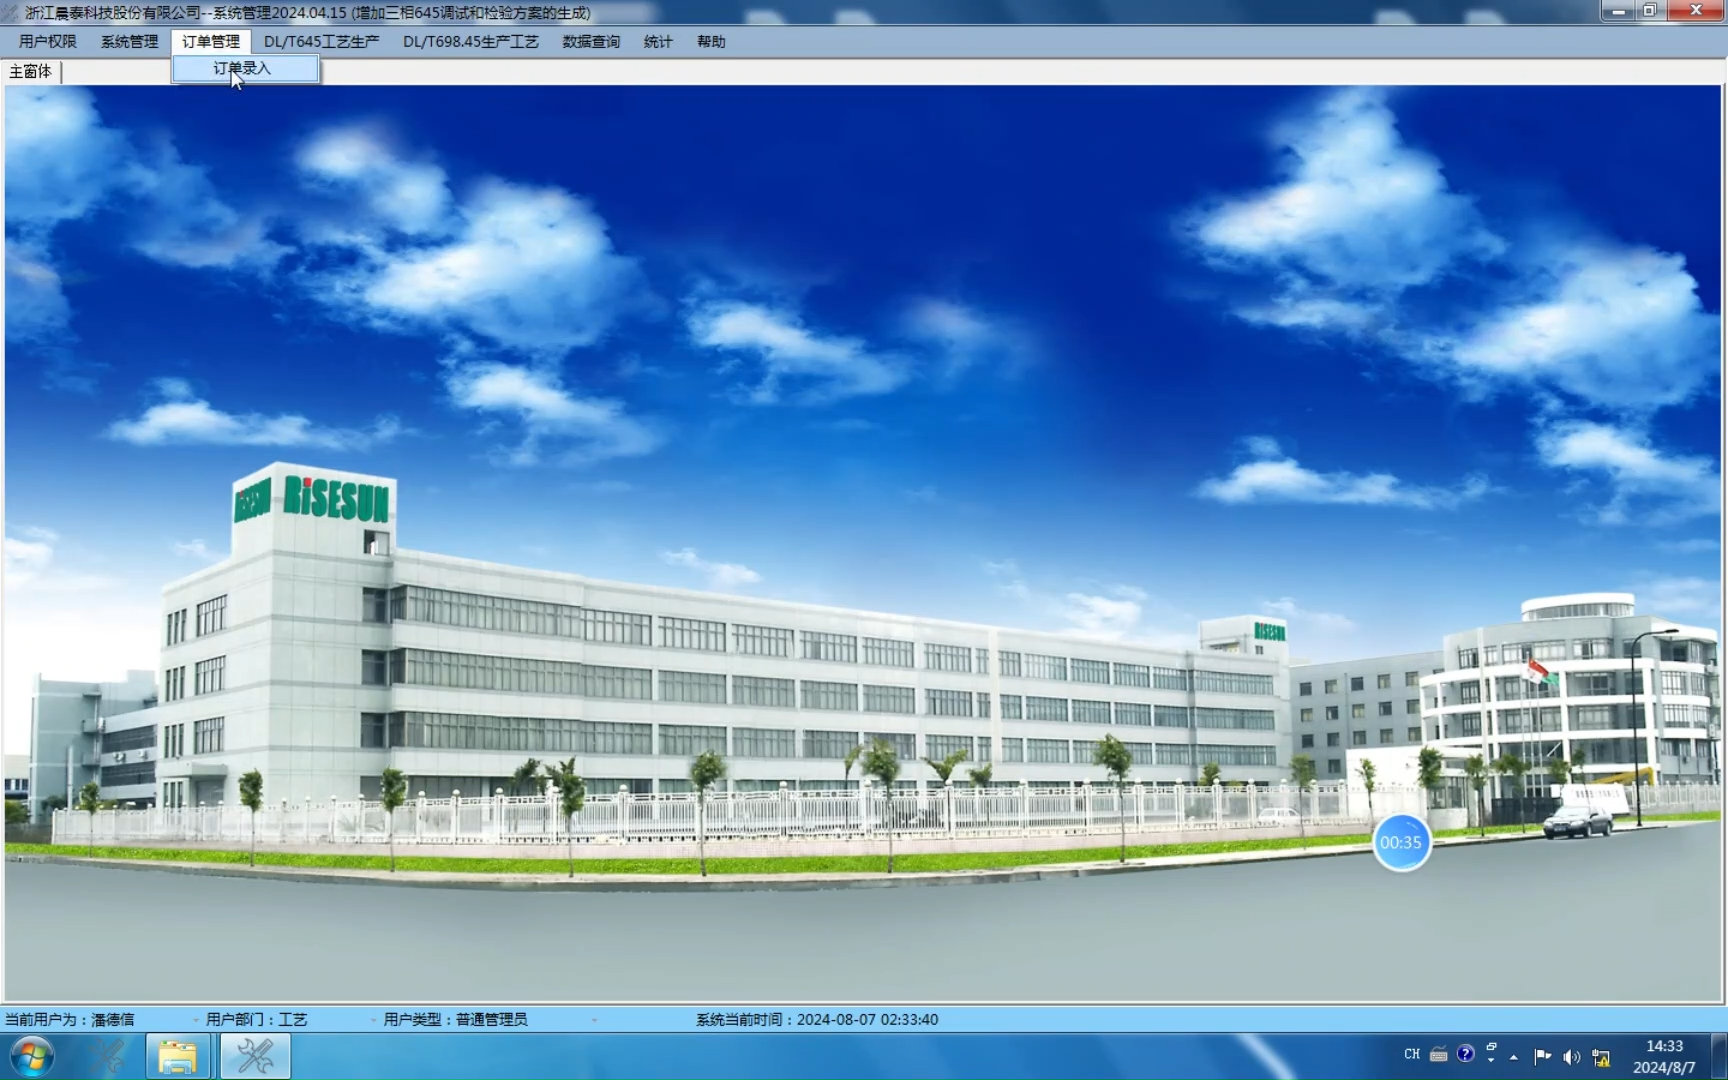 浙江晨泰科技股份有限公司--系统管理2024.04.15 (增加三相645调试和检验方案的生成)
用户权限 系统管理 订单管理 DL/T645工艺生产 DL/T698.45生产工艺 数据查询 统计 帮助
订单录入
主窗体
RISESUN RISESUN
RISESUN
00:35
当前用户为：潘德信 用户部门：工艺 用户类型：普通管理员 系统当前时间：2024-08-07 02:33:40
CH
14:33
2024/8/7